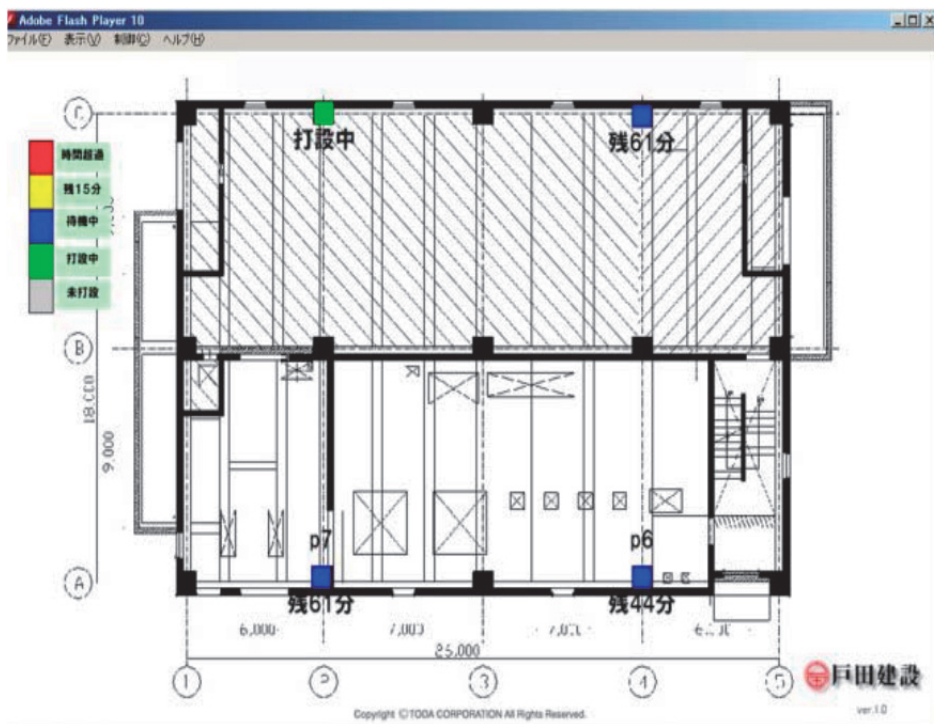 Adobe Flash Player 10
ファイル(F) 表示(V) 制御(C) ヘルプ(H)
C
打設中
残61分
時間超過
残15分
待機中
打設中
未打設
B
18,000
9,000
p7
p6
A
残61分
残44分
6,000
7,000
7,000
26,000
1
2
3
4
5
戸田建設
ver.1.0
Copyright ©TODA CORPORATION All Rights Reserved.